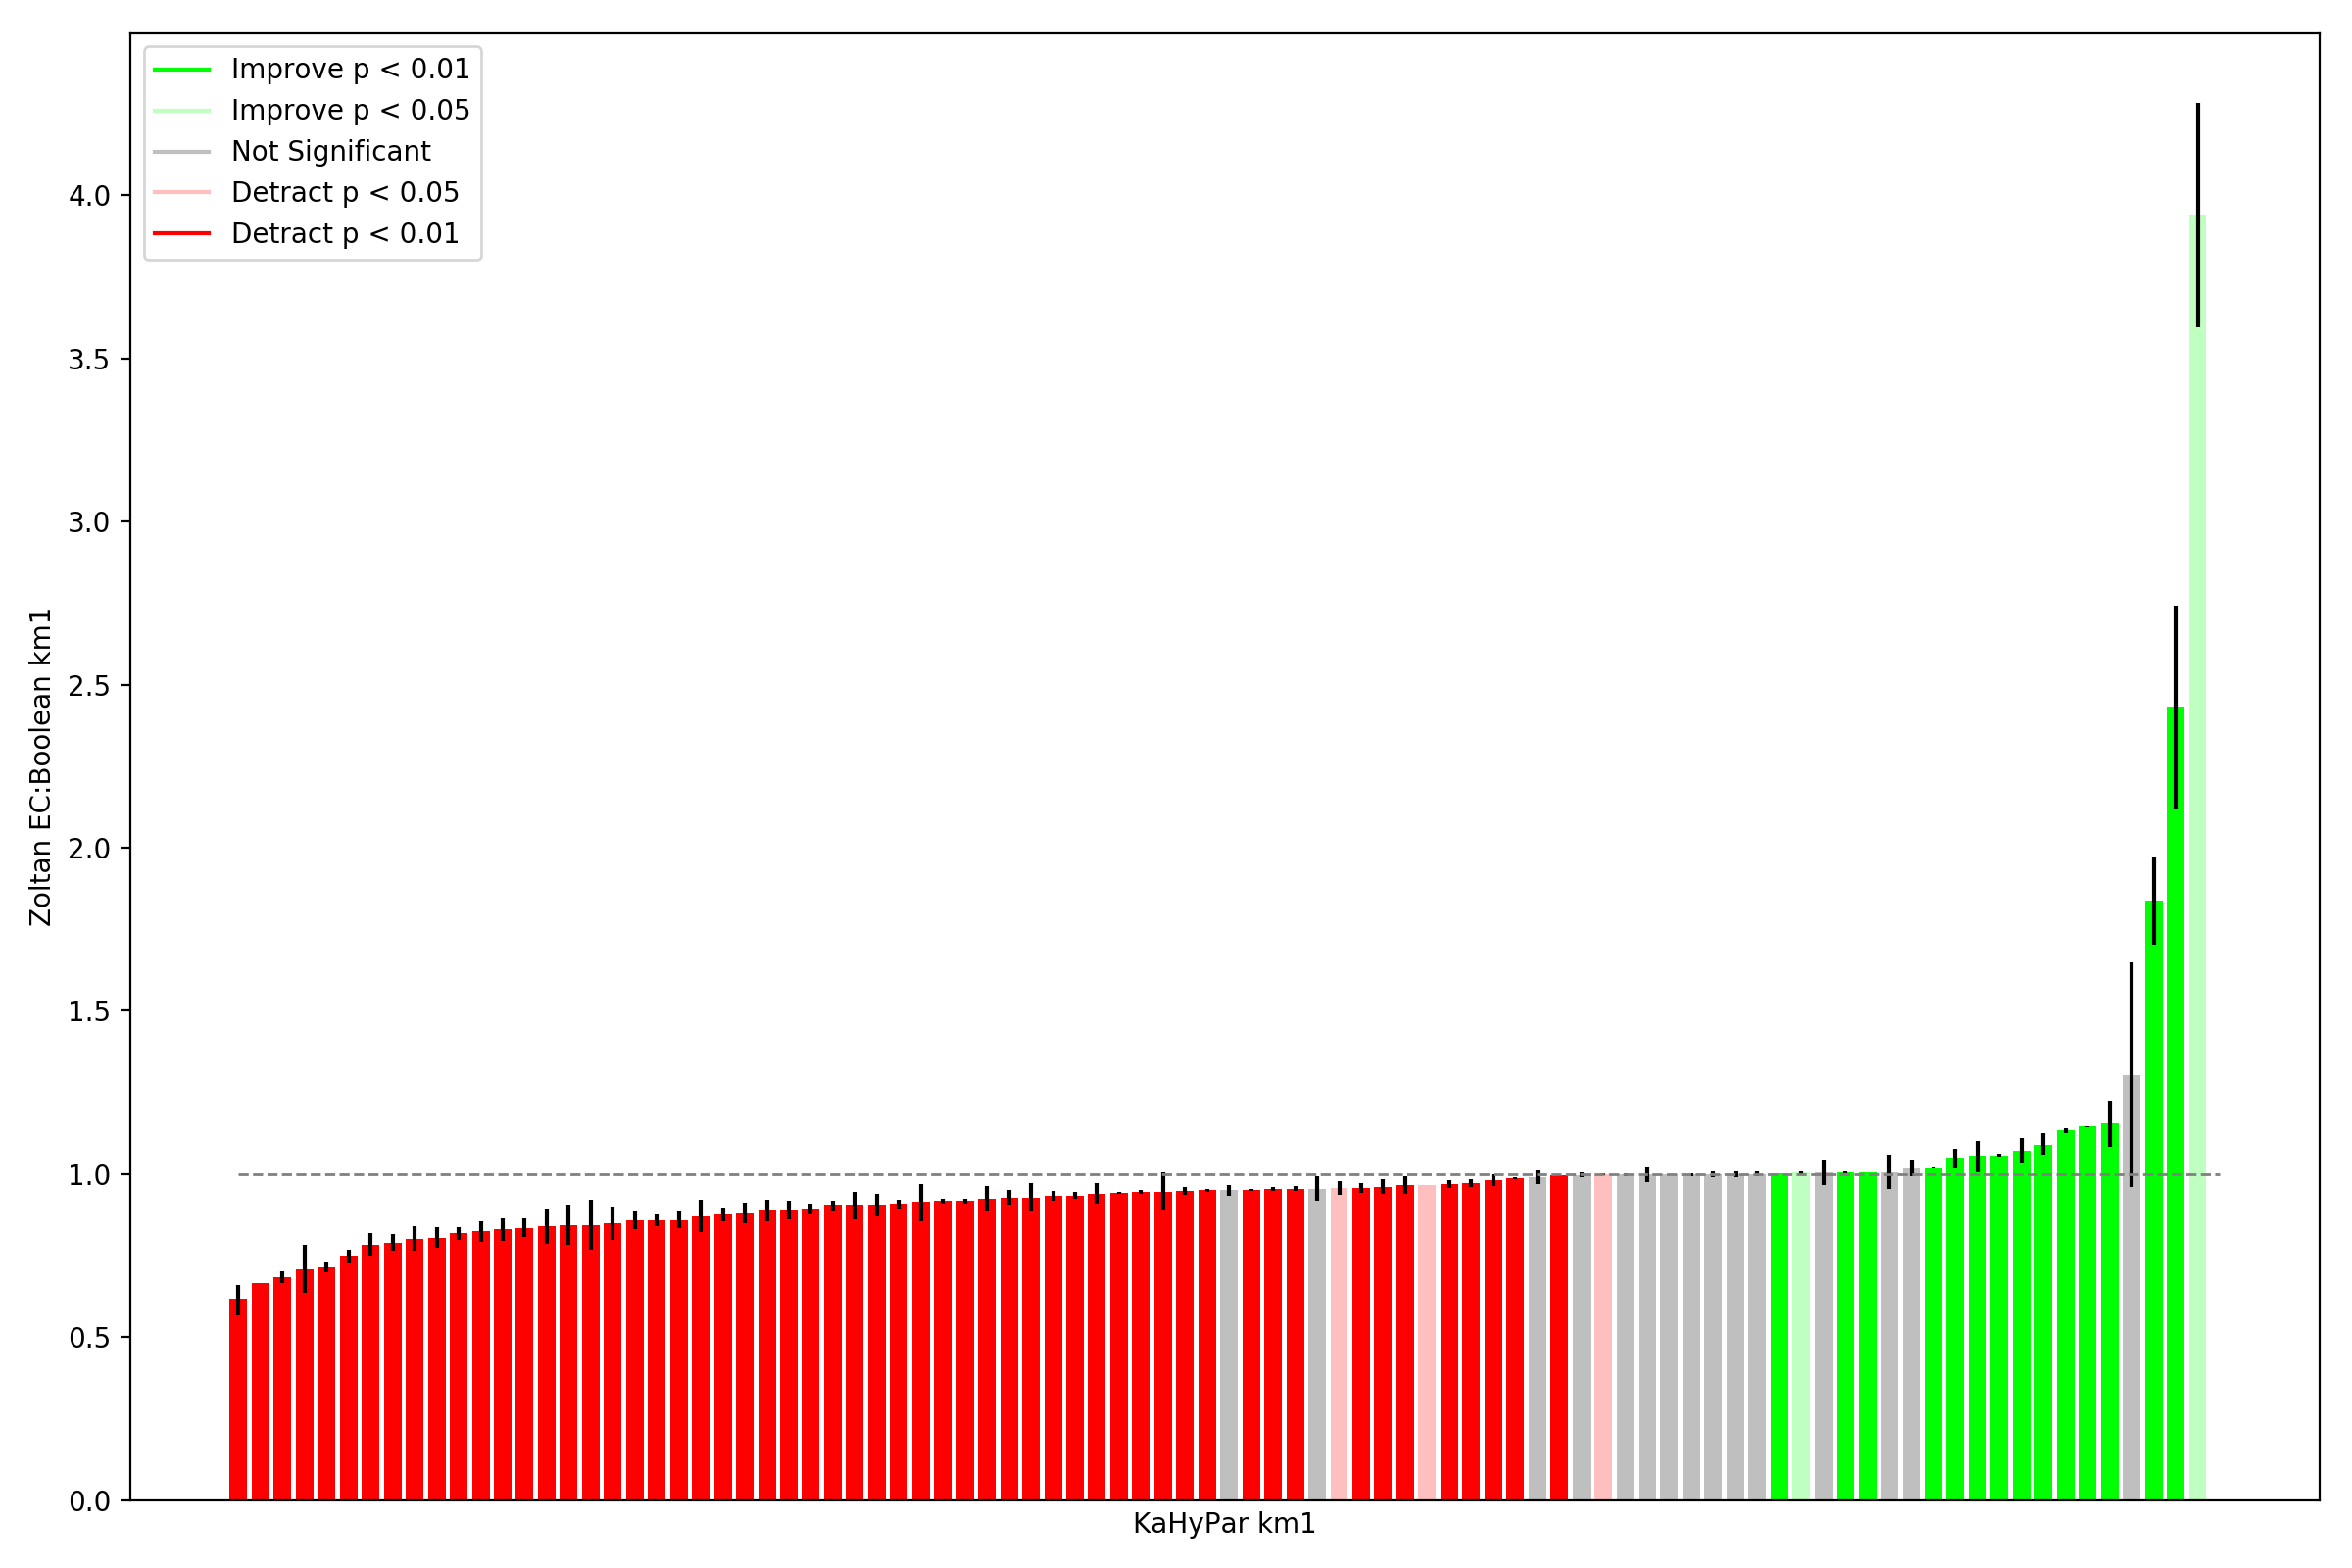 Improve p < 0.01
Improve p < 0.05
Not Significant
Detract p < 0.05
Detract p < 0.01
4.0
3.5
3.0
2.5
2.0
1.5
1.0
0.5
0.0
Zoltan EC:Boolean km1
KaHyPar km1